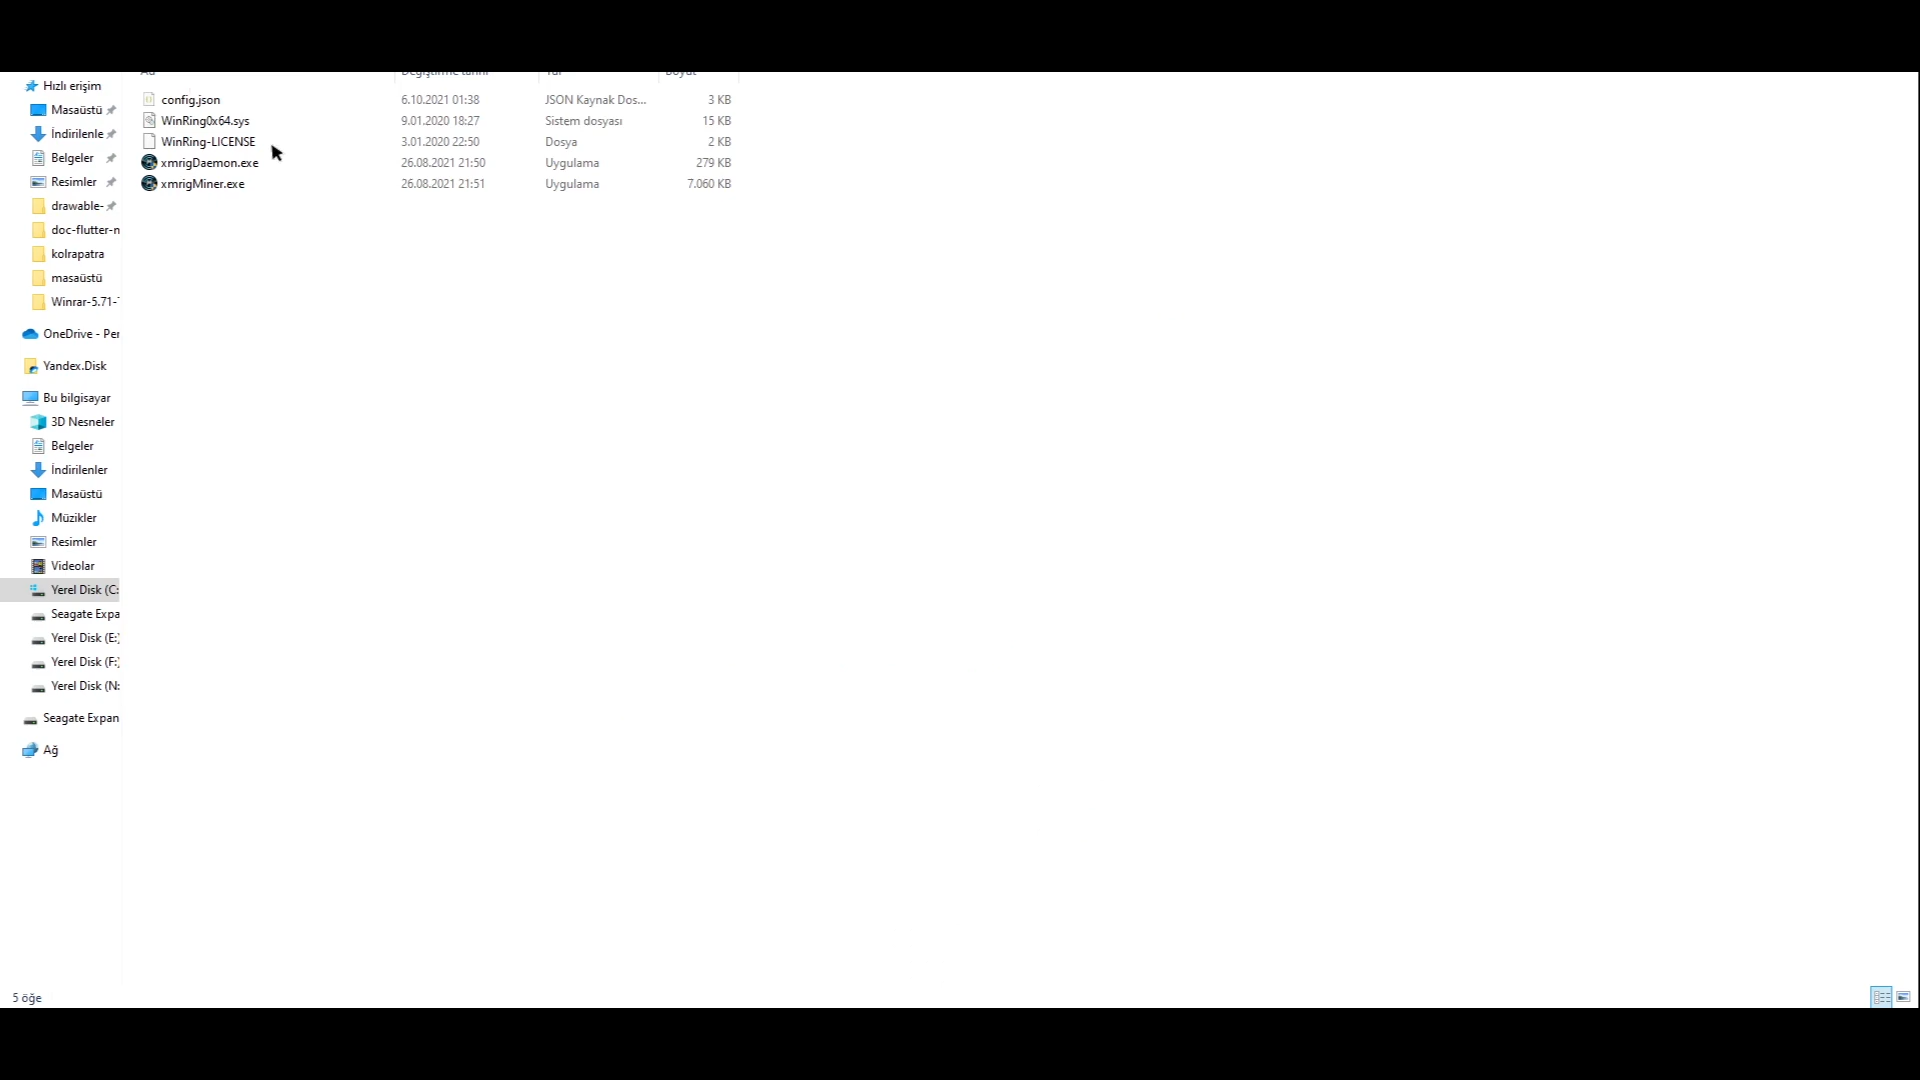 Ad Değiştirme tarihi Tür Boyut
Hızlı erişim
Masaüstü
İndirilenle
Belgeler
Resimler
drawable-
doc-flutter-n
kolrapatra
masaüstü
Winrar-5.71-
OneDrive - Per
Yandex.Disk
Bu bilgisayar
3D Nesneler
Belgeler
İndirilenler
Masaüstü
Müzikler
Resimler
Videolar
Yerel Disk (C:
Seagate Expa
Yerel Disk (E:)
Yerel Disk (F:)
Yerel Disk (N:
Seagate Expan
Ağ
config.json 6.10.2021 01:38 JSON Kaynak Dos... 3 KB
WinRing0x64.sys 9.01.2020 18:27 Sistem dosyası 15 KB
WinRing-LICENSE 3.01.2020 22:50 Dosya 2 KB
xmrigDaemon.exe 26.08.2021 21:50 Uygulama 279 KB
xmrigMiner.exe 26.08.2021 21:51 Uygulama 7.060 KB
5 öğe